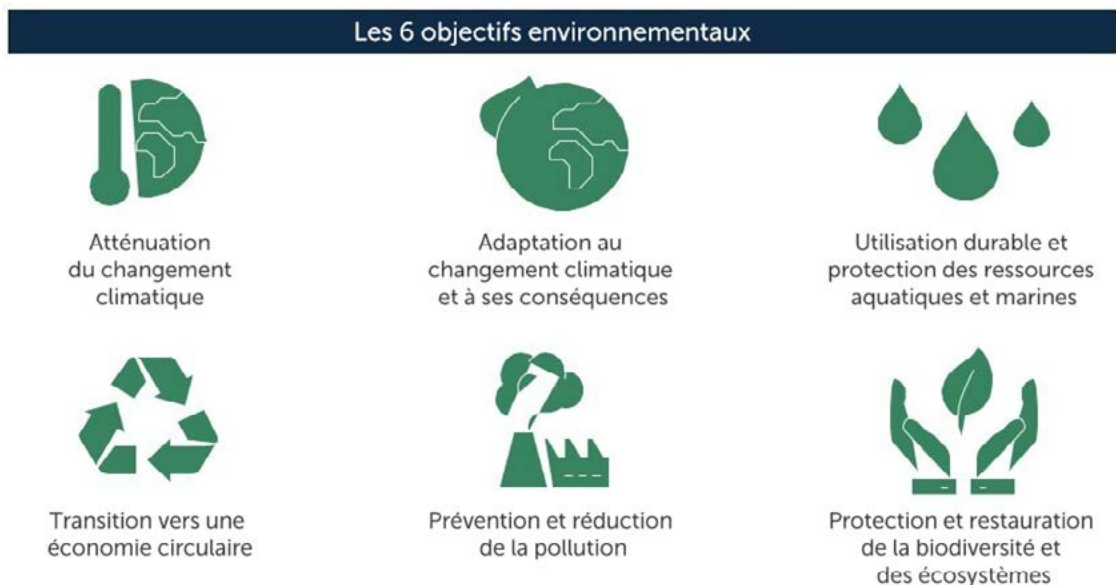 Les 6 objectifs environnementaux
Atténuation
du changement
climatique
Adaptation au
changement climatique
et à ses conséquences
Utilisation durable et
protection des ressources
aquatiques et marines
Transition vers une
économie circulaire
Prévention et réduction
de la pollution
Protection et restauration
de la biodiversité et
des écosystèmes